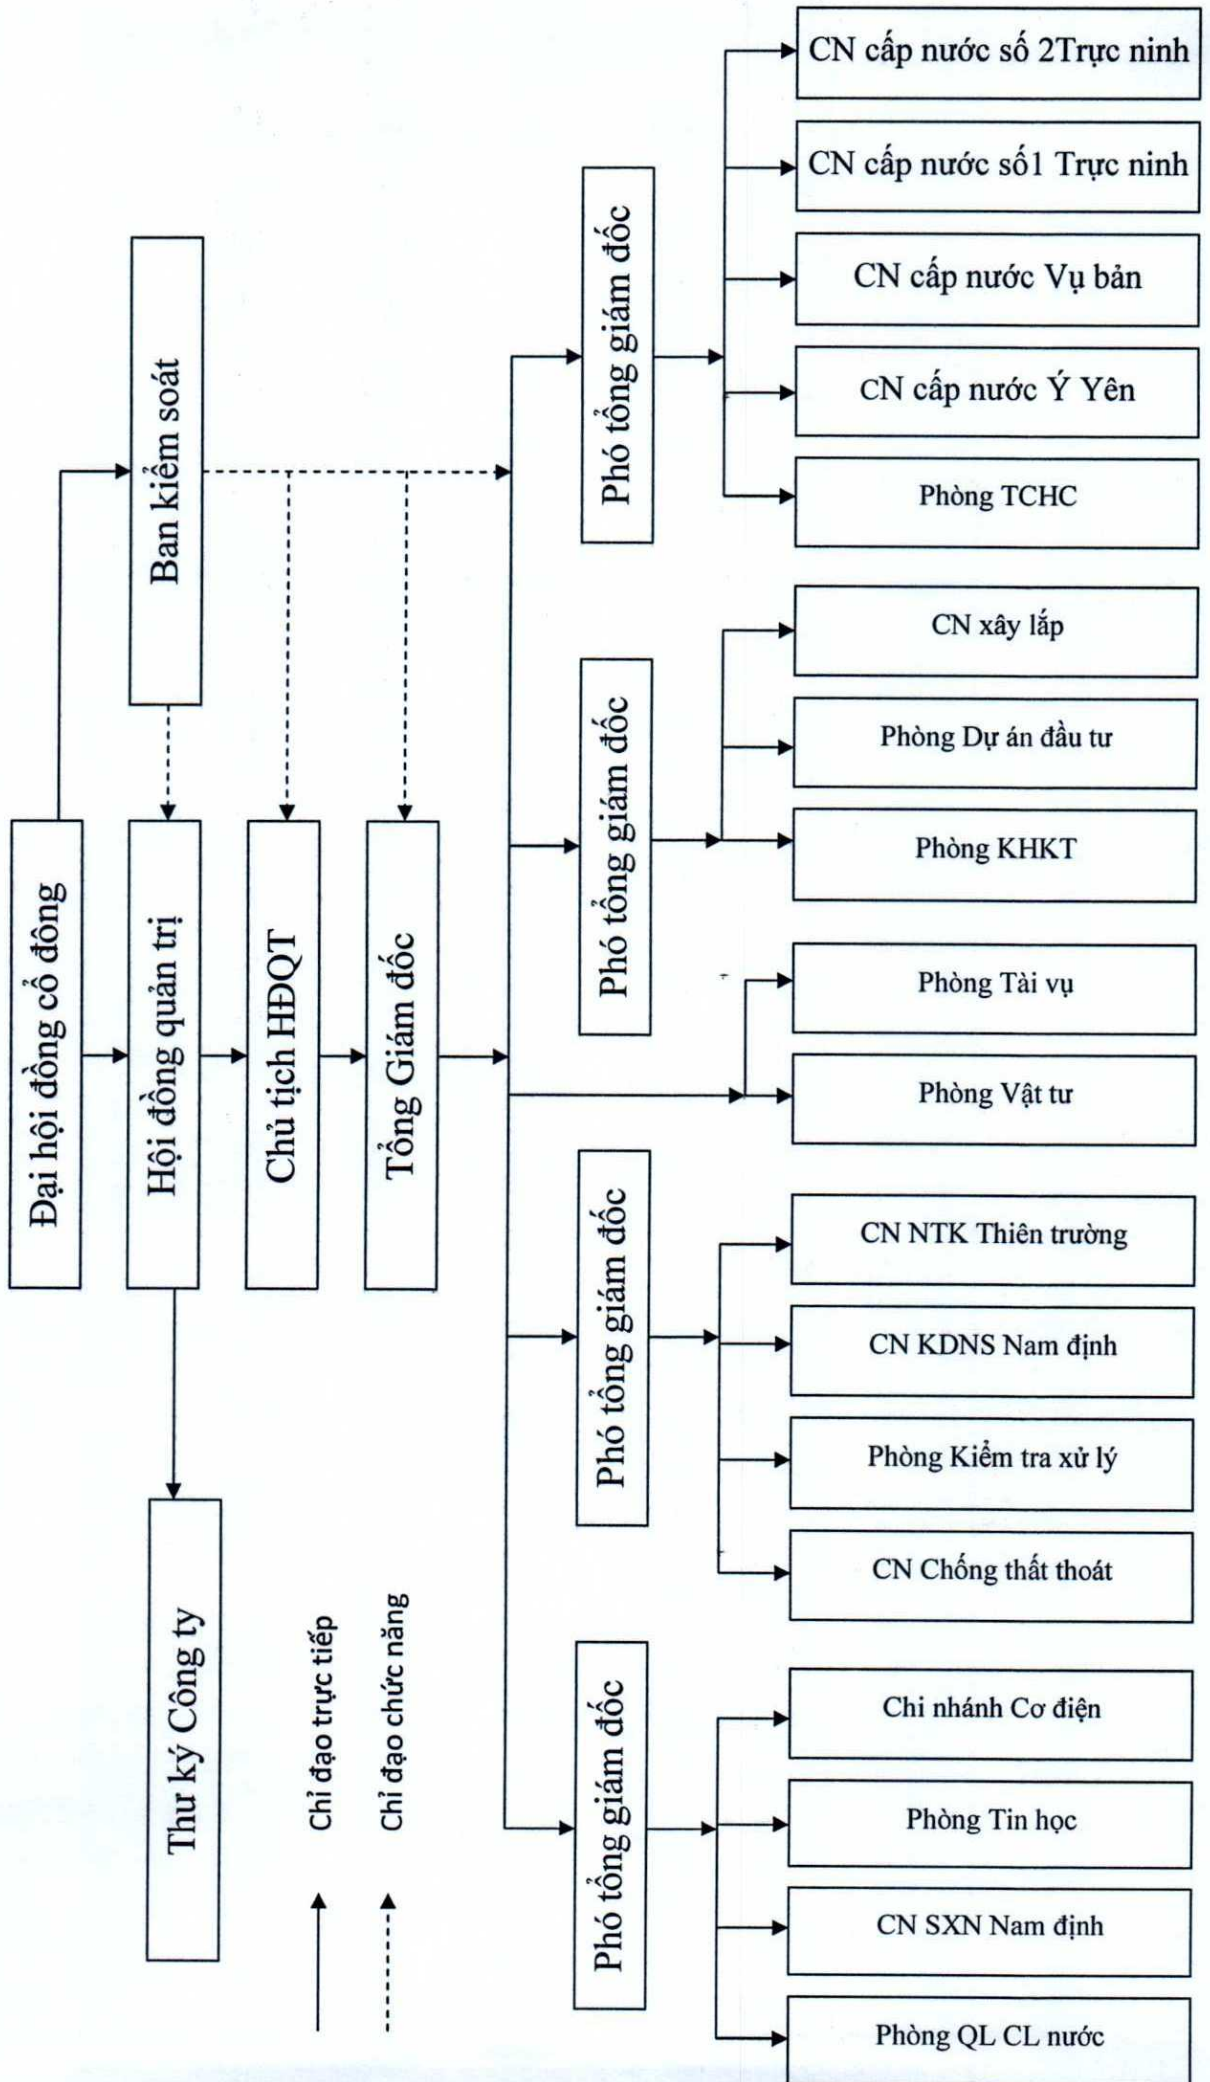 Đại hội đồng cổ đông
Ban kiểm soát
Hội đồng quản trị
Thư ký Công ty
Chủ tịch HĐQT
Tổng Giám đốc
Chỉ đạo trực tiếp
Chỉ đạo chức năng
Phó tổng giám đốc
Phó tổng giám đốc
Phó tổng giám đốc
Phó tổng giám đốc
Phòng QL CL nước
CN SXN Nam định
Phòng Tin học
Chi nhánh Cơ điện
CN Chống thất thoát
Phòng Kiểm tra xử lý
CN KDNS Nam định
CN NTK Thiên trường
Phòng Vật tư
Phòng Tài vụ
Phòng KHKT
Phòng Dự án đầu tư
CN xây lắp
Phòng TCHC
CN cấp nước Ý Yên
CN cấp nước Vụ bản
CN cấp nước số1 Trực ninh
CN cấp nước số 2Trực ninh